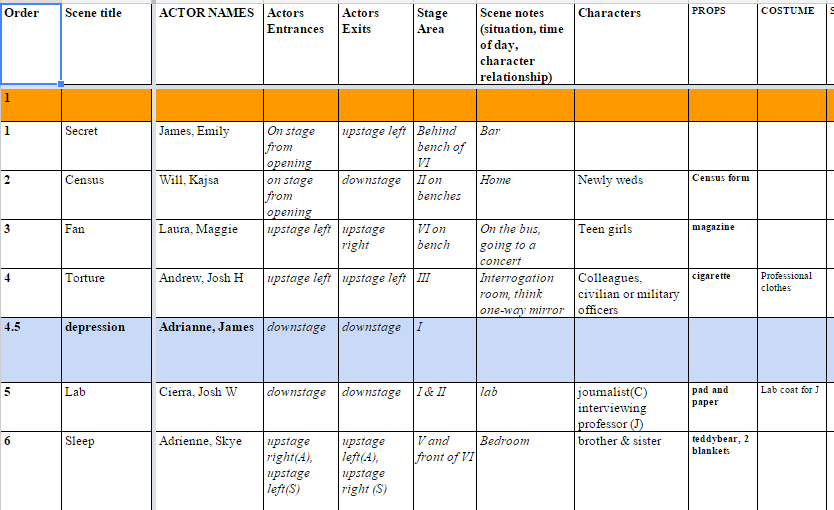 Order Scene title ACTOR NAMES Actors Entrances Actors Exits Stage Area Scene notes (situation, time of day, character relationship) Characters PROPS COSTUME
1
1 Secret James, Emily On stage from opening upstage left Behind bench of VI Bar
2 Census Will, Kajsa on stage from opening downstage II on benches Home Newly weds Census form
3 Fan Laura, Maggie upstage left upstage right VI on bench On the bus, going to a concert Teen girls magazine
4 Torture Andrew, Josh H upstage left upstage left III Interrogation room, think one-way mirror Colleagues, civilian or military officers cigarette Professional clothes
4.5 depression Adrianne, James downstage downstage I
5 Lab Cierra, Josh W downstage downstage I & II lab journalist(C) interviewing professor (J) pad and paper Lab coat for J
6 Sleep Adrienne, Skye upstage right(A), upstage left(S) upstage left(A), upstage right (S) V and front of VI Bedroom brother & sister teddybear, 2 blankets